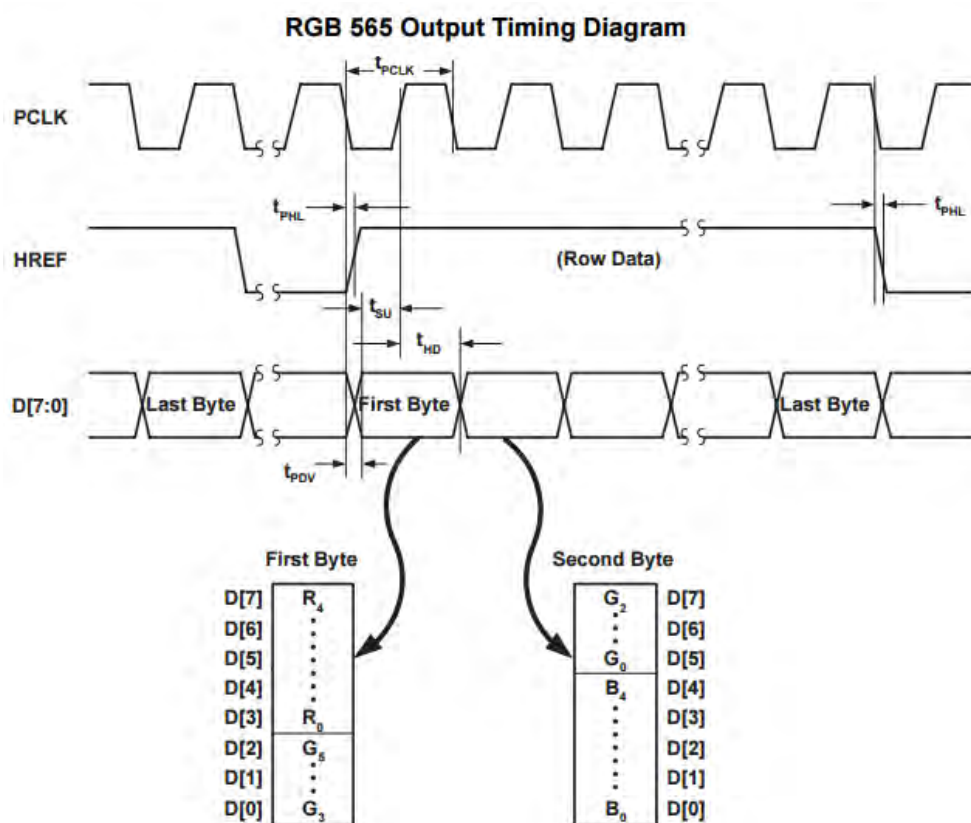 RGB 565 Output Timing Diagram
tPCLK
PCLK
tPHL
tPHL
HREF
(Row Data)
tSU
tHD
D[7:0]
Last Byte
First Byte
Last Byte
tPDV
First Byte
Second Byte
D[7] R4
D[6]
D[5]
D[4]
D[3] R0
D[2] G5
D[1]
D[0] G3
G2 D[7]
D[6]
G0 D[5]
B4 D[4]
D[3]
D[2]
D[1]
B0 D[0]